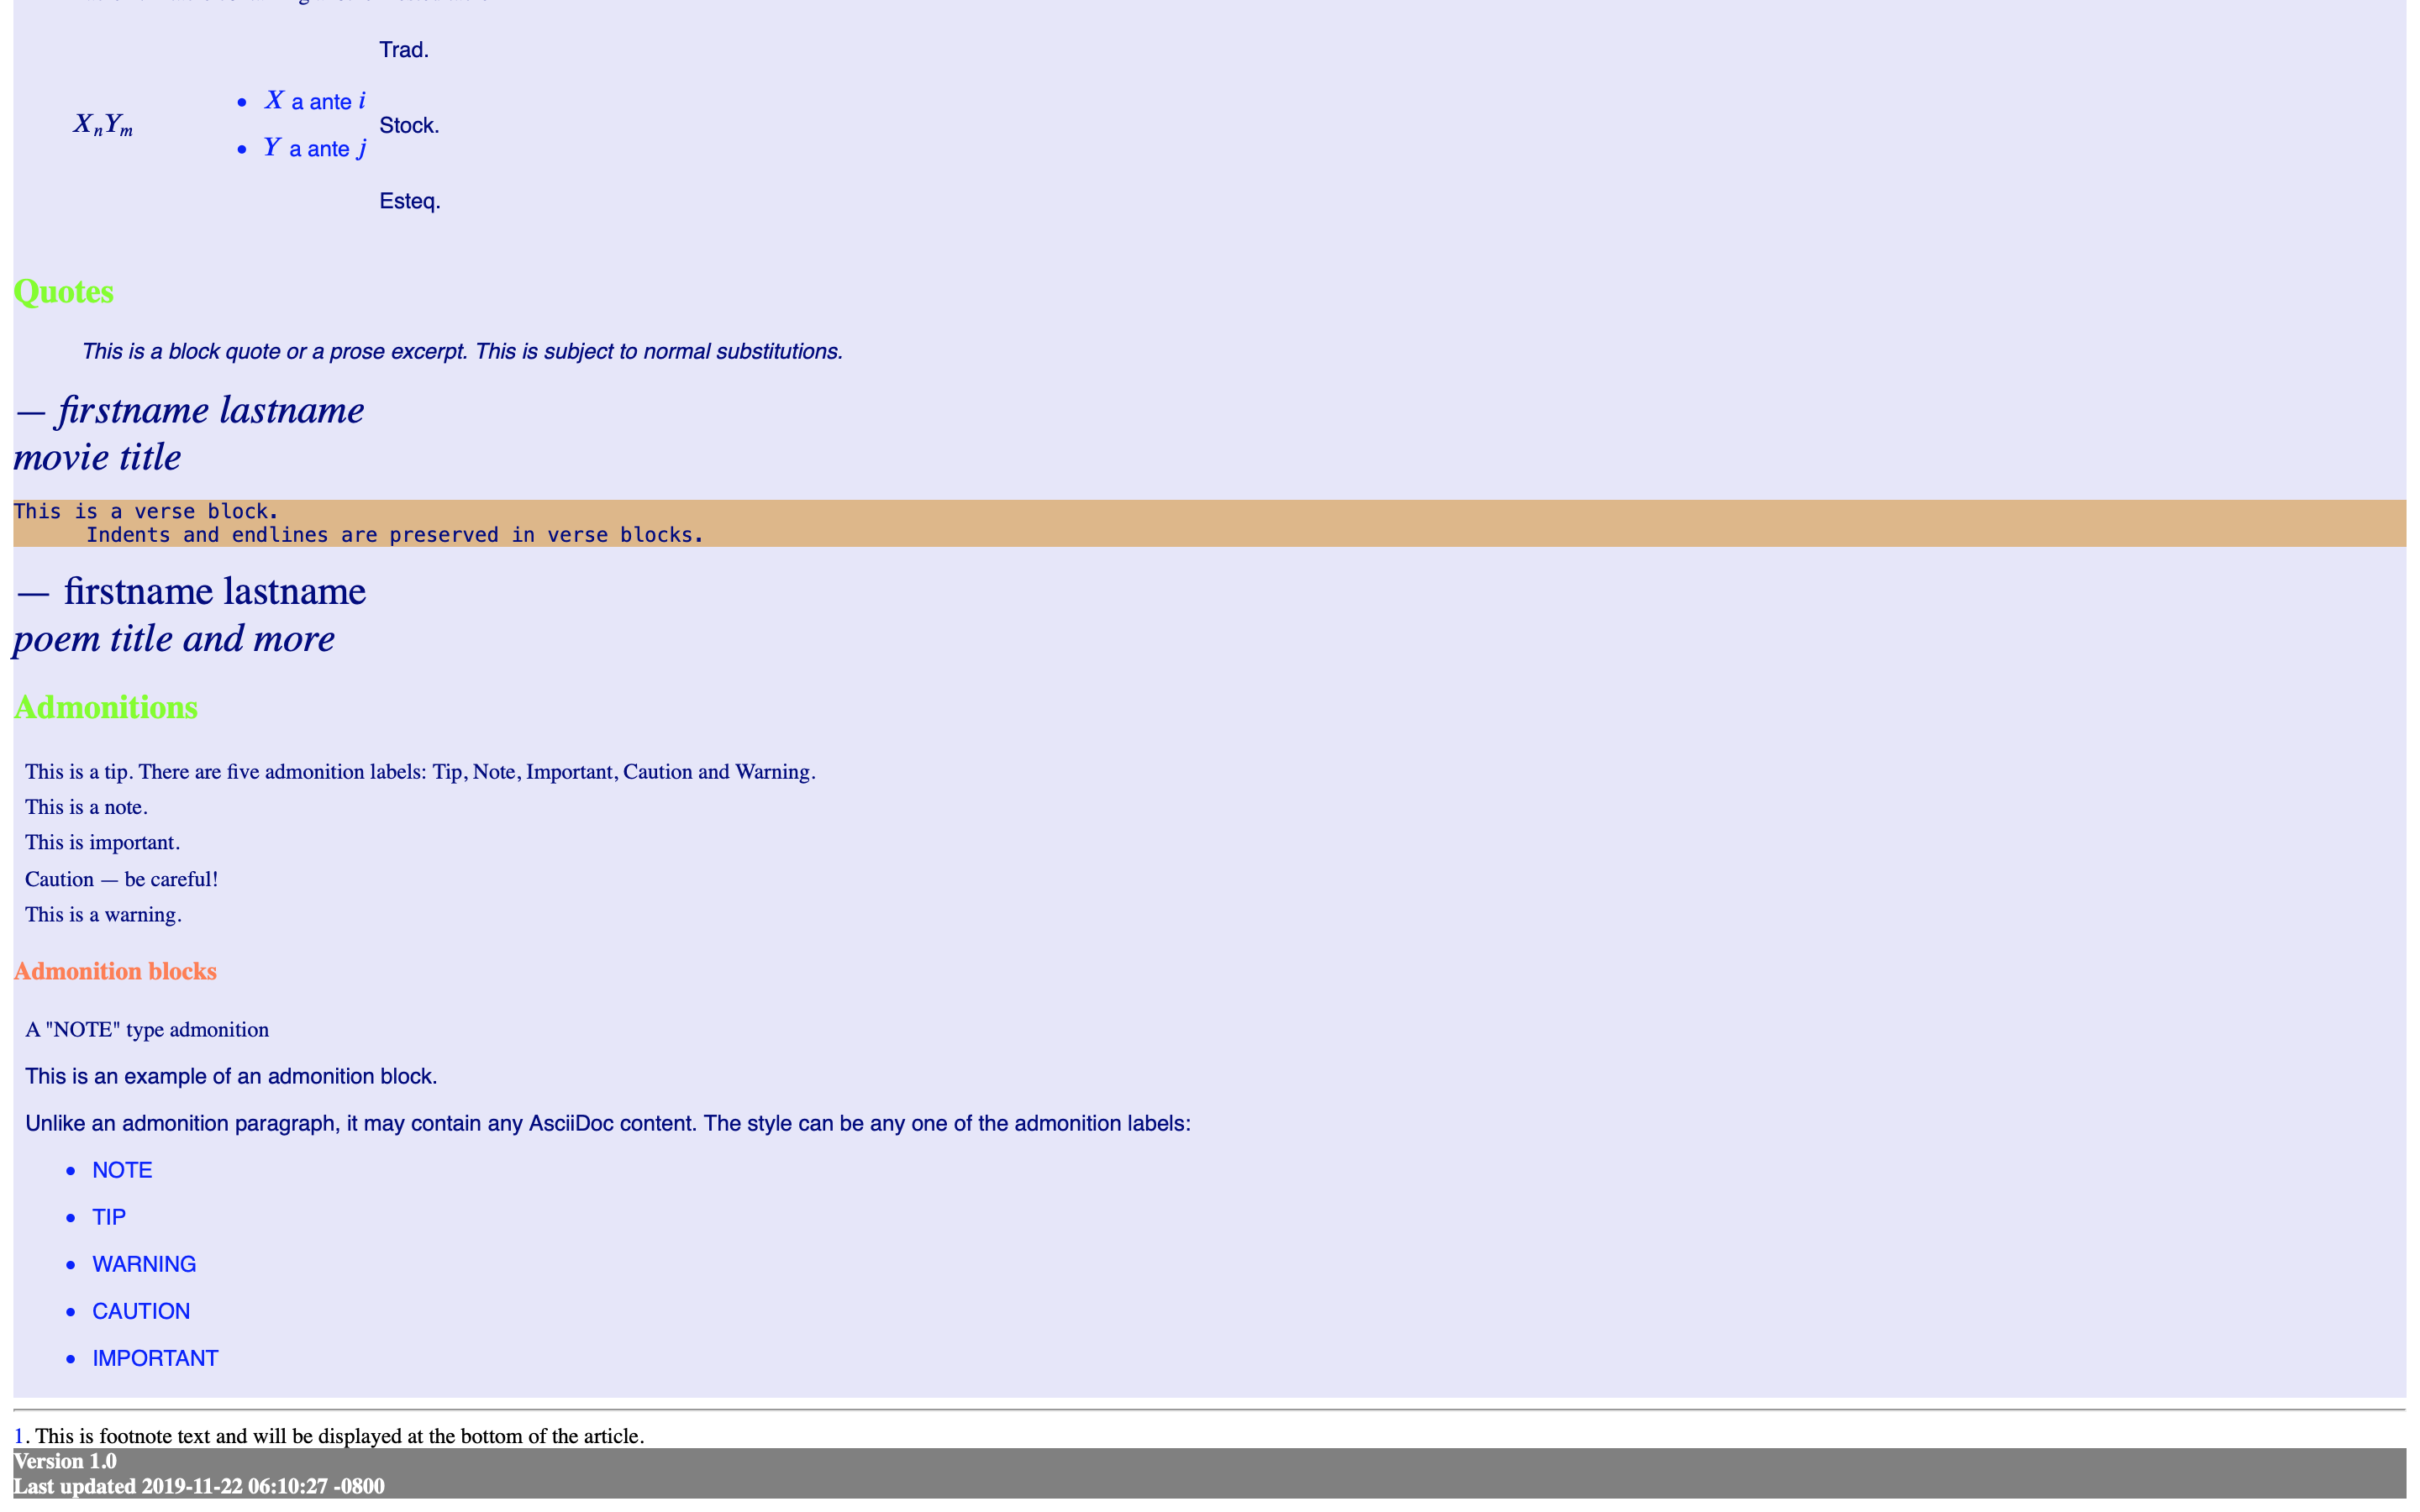 Trad.
• X a ante i
XnYm
Stock.
• Y a ante j
Esteq.
Quotes
This is a block quote or a prose excerpt. This is subject to normal substitutions.
— firstname lastname
movie title
This is a verse block.
Indents and endlines are preserved in verse blocks.
— firstname lastname
poem title and more
Admonitions
This is a tip. There are five admonition labels: Tip, Note, Important, Caution and Warning.
This is a note.
This is important.
Caution — be careful!
This is a warning.
Admonition blocks
A "NOTE" type admonition
This is an example of an admonition block.
Unlike an admonition paragraph, it may contain any AsciiDoc content. The style can be any one of the admonition labels:
• NOTE
• TIP
• WARNING
• CAUTION
• IMPORTANT
1. This is footnote text and will be displayed at the bottom of the article.
Version 1.0
Last updated 2019-11-22 06:10:27 -0800